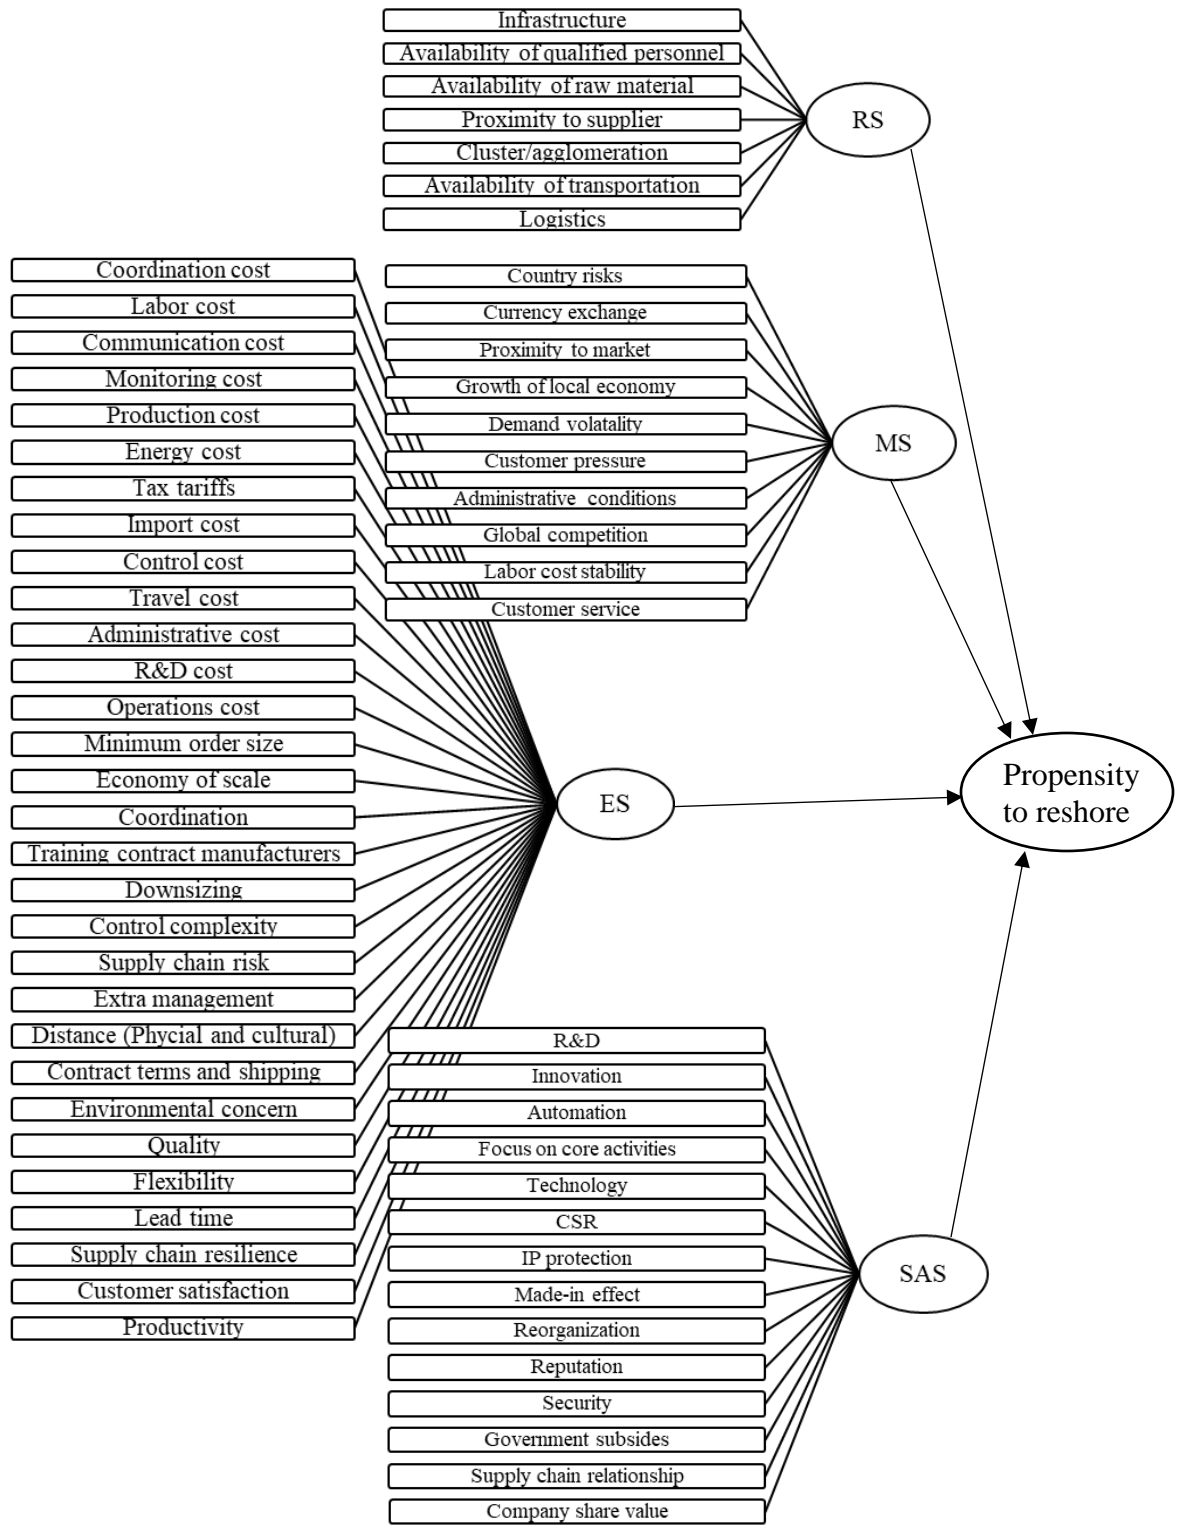 Infrastructure
Availability of qualified personnel
Availability of raw material
Proximity to supplier
Cluster/agglomeration
Availability of transportation
Logistics
RS
Coordination cost
Labor cost
Communication cost
Monitoring cost
Production cost
Energy cost
Tax tariffs
Import cost
Control cost
Travel cost
Administrative cost
R&D cost
Operations cost
Minimum order size
Economy of scale
Coordination
Training contract manufacturers
Downsizing
Control complexity
Supply chain risk
Extra management
Distance (Phycial and cultural)
Contract terms and shipping
Environmental concern
Quality
Flexibility
Lead time
Supply chain resilience
Customer satisfaction
Productivity
Country risks
Currency exchange
Proximity to market
Growth of local economy
Demand volatality
Customer pressure
Administrative conditions
Global competition
Labor cost stability
Customer service
MS
ES
Propensity
to reshore
R&D
Innovation
Automation
Focus on core activities
Technology
CSR
IP protection
Made-in effect
Reorganization
Reputation
Security
Government subsides
Supply chain relationship
Company share value
SAS